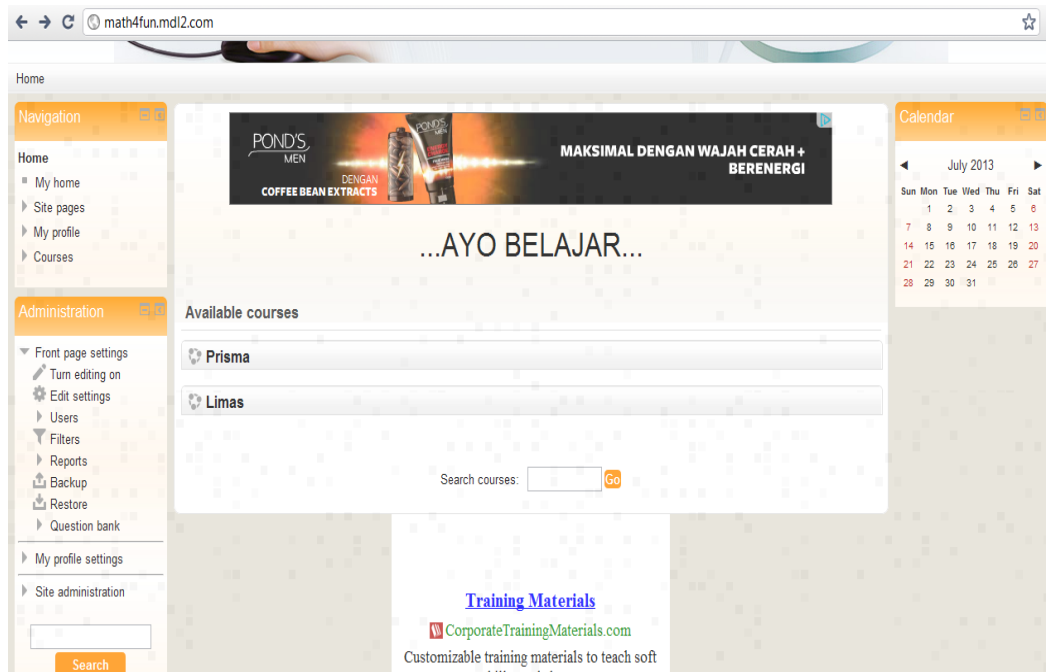 math4fun.mdl2.com
Home
Navigation
Home
My home
Site pages
My profile
Courses
Administration
Front page settings
Turn editing on
Edit settings
Users
Filters
Reports
Backup
Restore
Question bank
My profile settings
Site administration
Search
POND'S
MEN
DENGAN
COFFEE BEAN EXTRACTS
POND'S
MEN
MAKSIMAL DENGAN WAJAH CERAH +
BERENERGI
...AYO BELAJAR...
Available courses
Prisma
Limas
Search courses:
Go
Training Materials
CorporateTrainingMaterials.com
Customizable training materials to teach soft
Calendar
◄ July 2013 ►
Sun Mon Tue Wed Thu Fri Sat
1 2 3 4 5 6
7 8 9 10 11 12 13
14 15 16 17 18 19 20
21 22 23 24 25 26 27
28 29 30 31